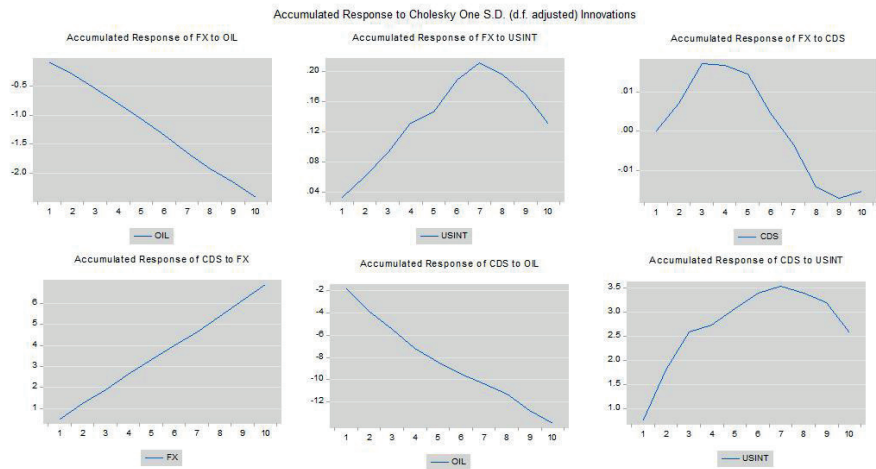 Accumulated Response to Cholesky One S.D. (d.f. adjusted) Innovations
Accumulated Response of FX to OIL
-0.5
-1.0
-1.5
-2.0
1 2 3 4 5 6 7 8 9 10
OIL
Accumulated Response of FX to USINT
.20
.16
.12
.08
.04
1 2 3 4 5 6 7 8 9 10
USINT
Accumulated Response of FX to CDS
.01
.00
-.01
1 2 3 4 5 6 7 8 9 10
CDS
Accumulated Response of CDS to FX
6
5
4
3
2
1
1 2 3 4 5 6 7 8 9 10
FX
Accumulated Response of CDS to OIL
-2
-4
-6
-8
-10
-12
1 2 3 4 5 6 7 8 9 10
OIL
Accumulated Response of CDS to USINT
3.5
3.0
2.5
2.0
1.5
1.0
1 2 3 4 5 6 7 8 9 10
USINT